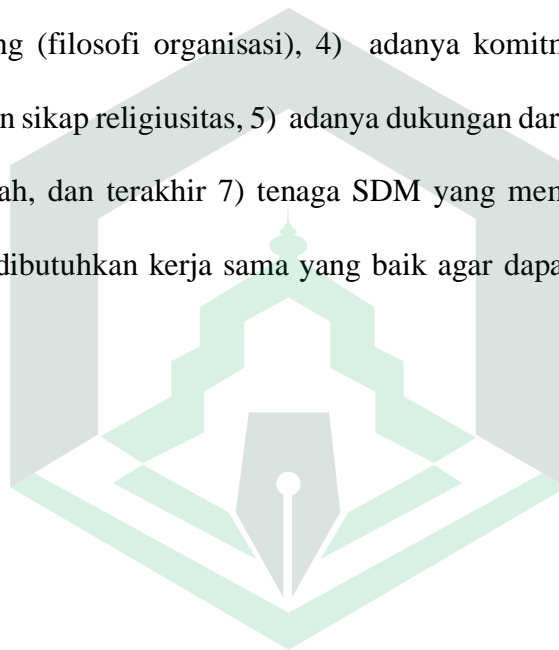 ng (filosofi organisasi), 4) adanya komitm
n sikap religiusitas, 5) adanya dukungan dar
ah, dan terakhir 7) tenaga SDM yang men
dibutuhkan kerja sama yang baik agar dapa